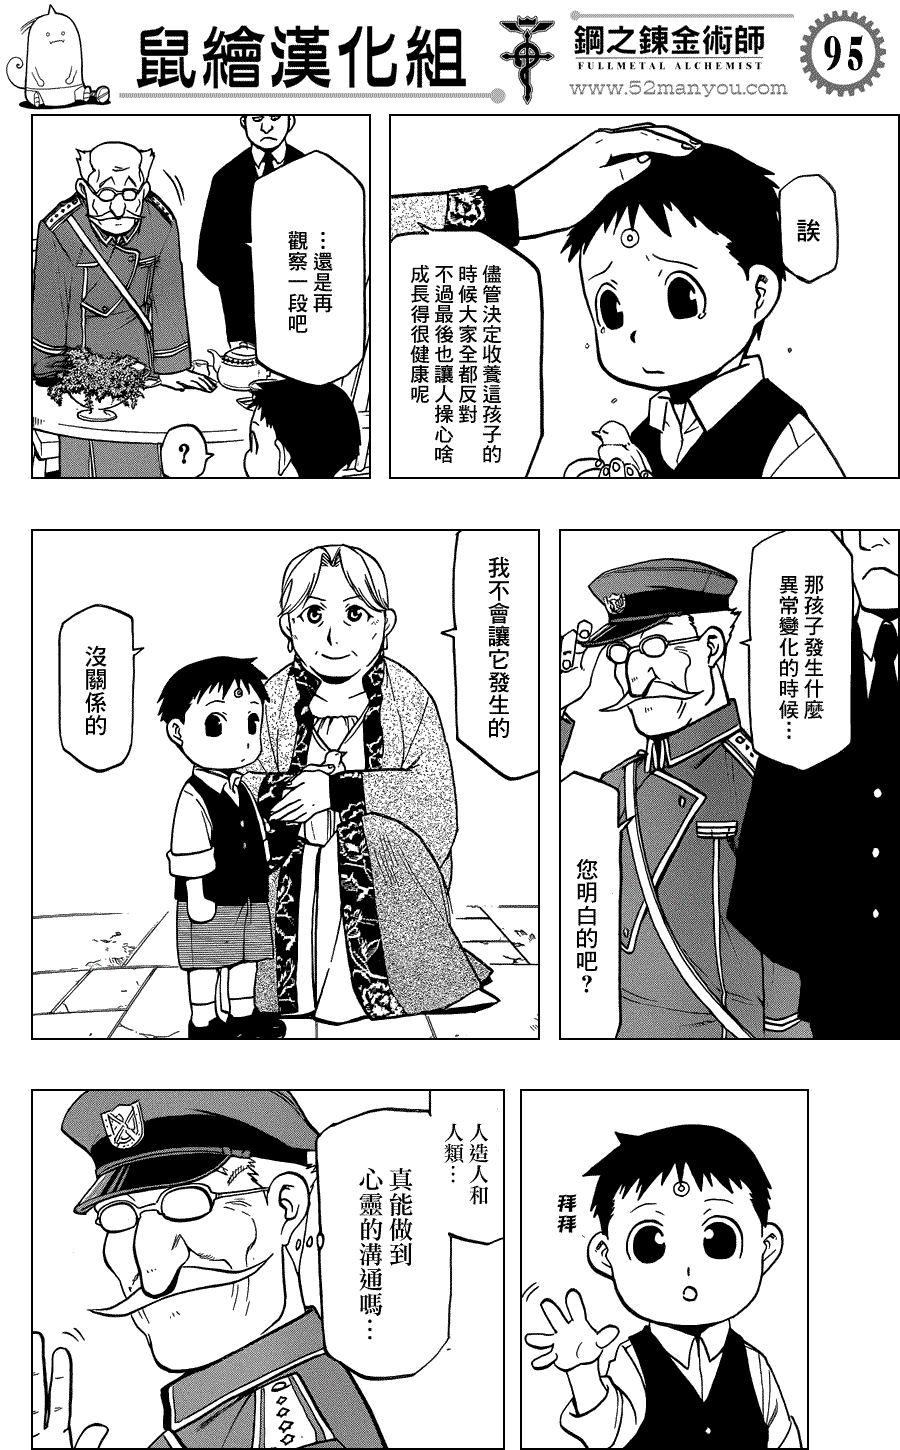 鼠繪漢化組
鋼之鍊金術師
FULLMETAL ALCHEMIST
www.52manyou.com
95
誒
儘管決定收養這孩子的
時候大家全都反對
不過最後也讓人操心啥
成長得很健康呢
…還是再
觀察一段吧
?
那孩子發生什麼
異常變化的時候…
您明白的吧?
我不會讓它發生的
沒關係的
拜拜
人造人和
人類…
真能做到
心靈的溝通嗎…